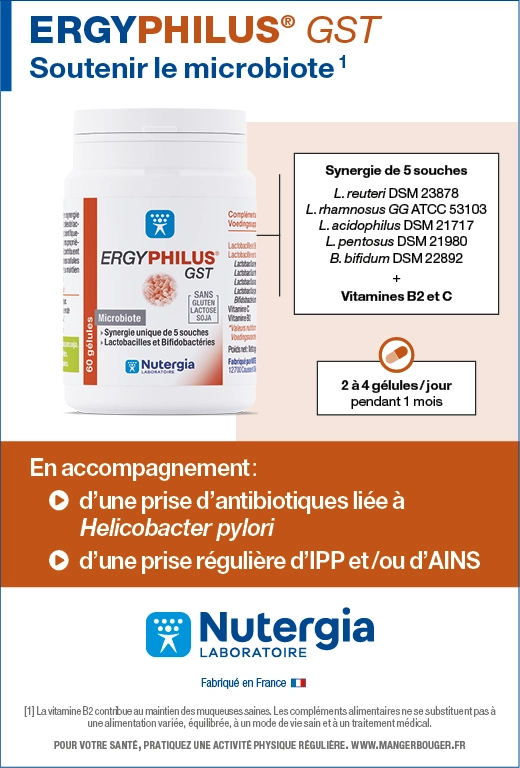 ERGYPHILUS® GST
Soutenir le microbiote¹
Synergie de 5 souches
L. reuteri DSM 23878
L. rhamnosus GG ATCC 53103
L. acidophilus DSM 21717
L. pentosus DSM 21980
B. bifidum DSM 22892
+
Vitamines B2 et C
ERGYPHILUS®
GST
SANS
GLUTEN
LACTOSE
SOJA
60 gélules
Microbiote
› Synergie unique de 5 souches
› Lactobacilles et Bifidobactéries
Nutergia
LABORATOIRE
Vitamine C
Vitamine B2
2 à 4 gélules / jour
pendant 1 mois
En accompagnement :
d’une prise d’antibiotiques liée à
Helicobacter pylori
d’une prise régulière d’IPP et / ou d’AINS
Nutergia
LABORATOIRE
Fabriqué en France
[1] La vitamine B2 contribue au maintien des muqueuses saines. Les compléments alimentaires ne se substituent pas à
une alimentation variée, équilibrée, à un mode de vie sain et à un traitement médical.
POUR VOTRE SANTÉ, PRATIQUEZ UNE ACTIVITÉ PHYSIQUE RÉGULIÈRE. WWW.MANGERBOUGER.FR